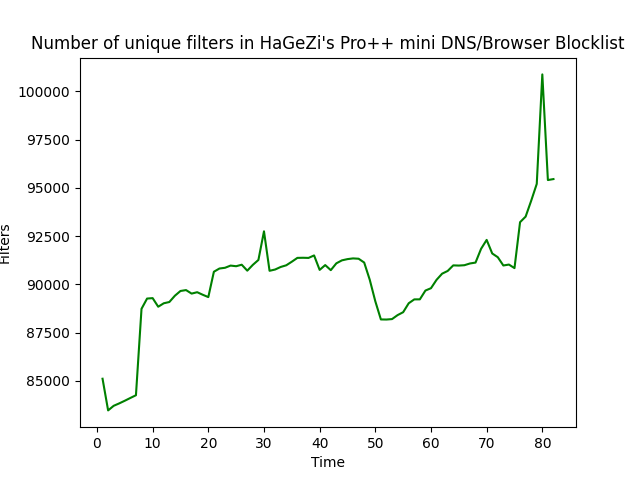 Number of unique filters in HaGeZi's Pro++ mini DNS/Browser Blocklist
100000
97500
95000
92500
90000
87500
85000
Filters
0 10 20 30 40 50 60 70 80
Time